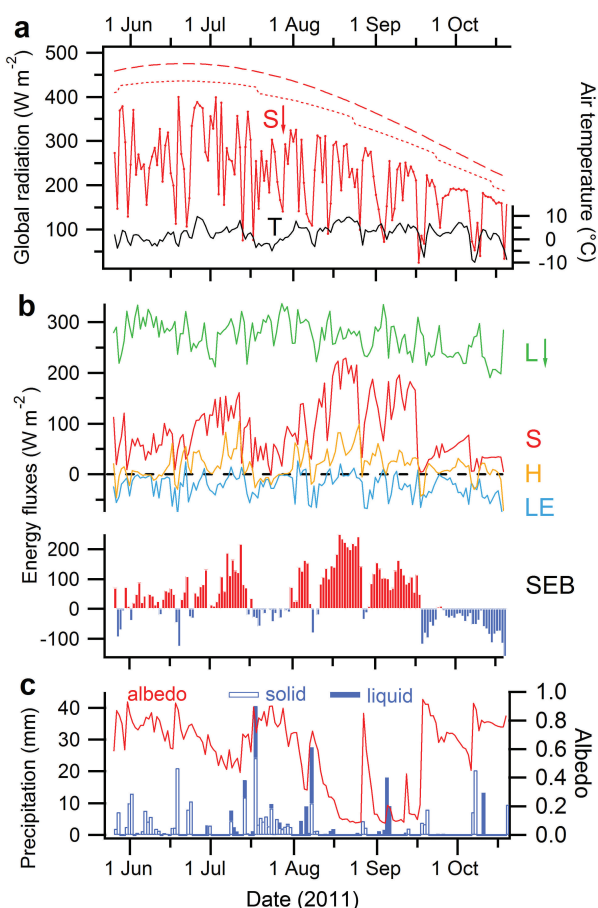 1 Jun 1 Jul 1 Aug 1 Sep 1 Oct
a
500
400
300
200
100
Global radiation (W m-2)
S↓
T
10
0
-10
Air temperature (°C)
b
300
200
100
0
200
100
0
-100
Energy fluxes (W m-2)
L↓
S
H
LE
SEB
c
albedo solid liquid
40
30
20
10
0
Precipitation (mm)
1.0
0.8
0.6
0.4
0.2
0.0
Albedo
1 Jun 1 Jul 1 Aug 1 Sep 1 Oct
Date (2011)